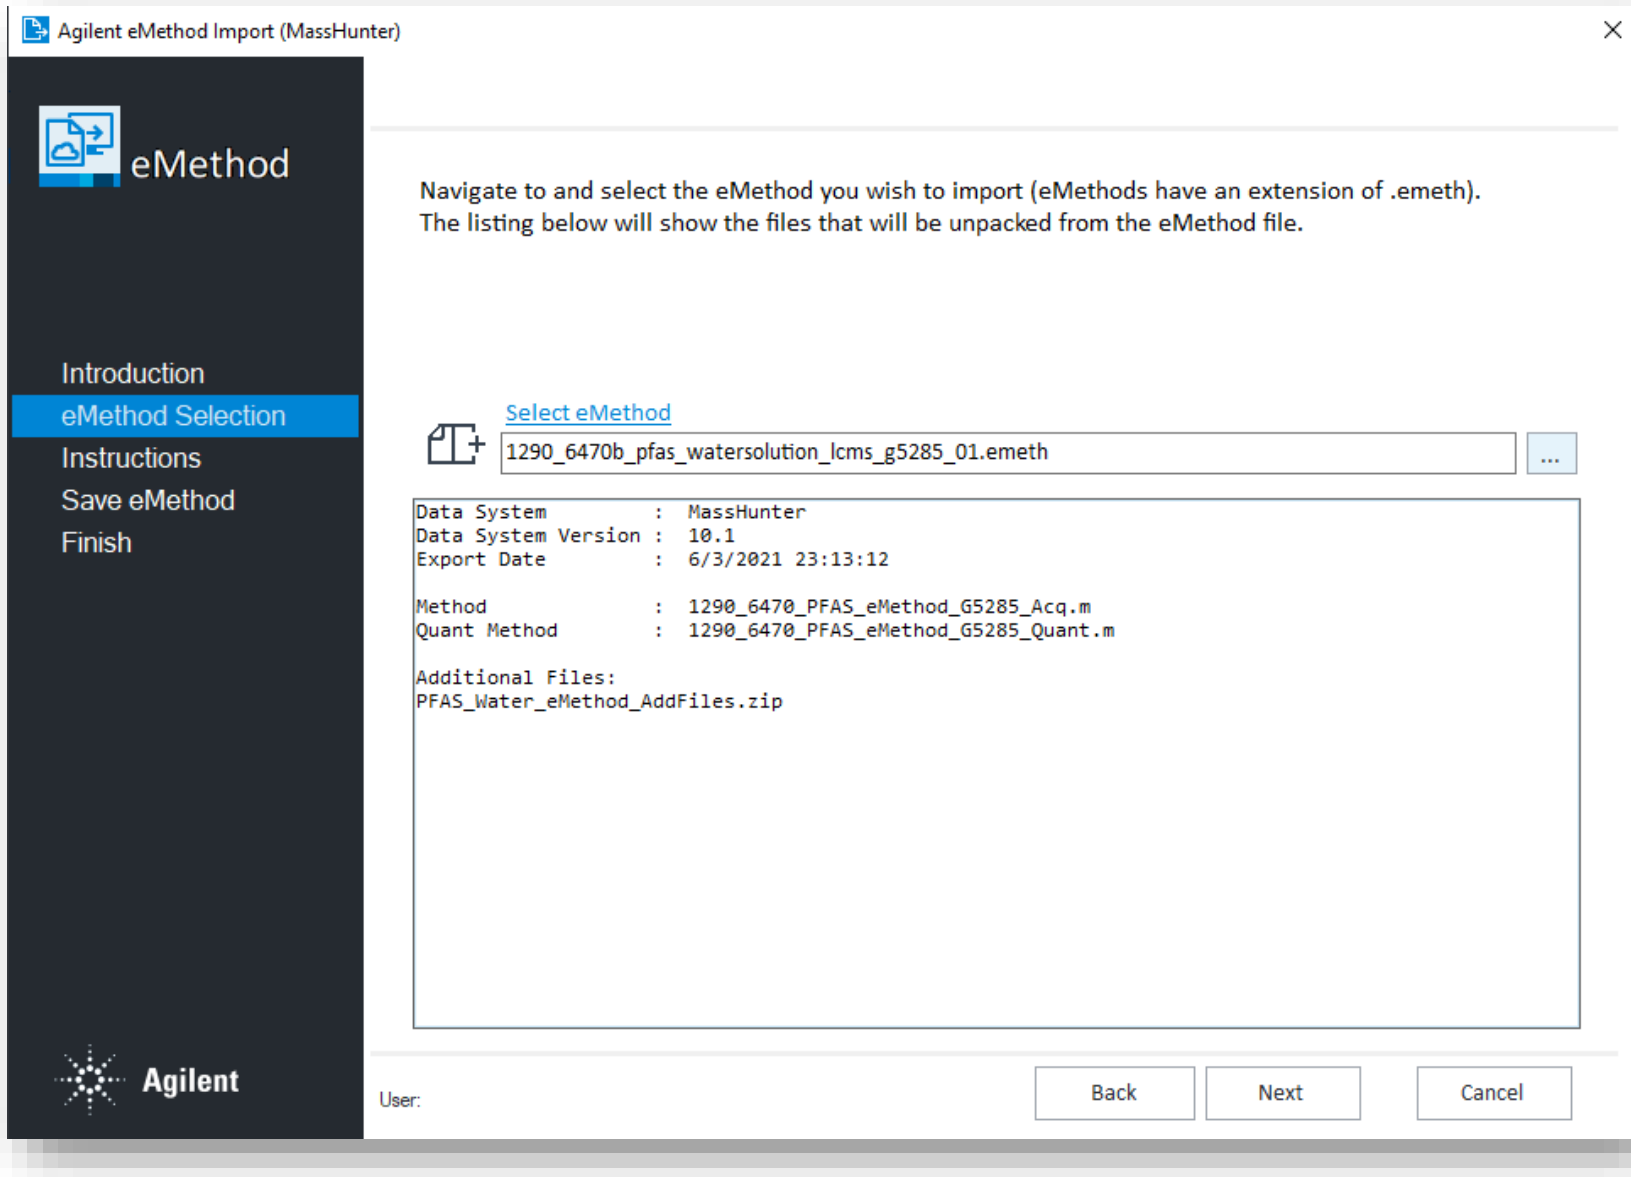 Agilent eMethod Import (MassHunter)
eMethod
Navigate to and select the eMethod you wish to import (eMethods have an extension of .emeth).
The listing below will show the files that will be unpacked from the eMethod file.
Introduction
eMethod Selection
Instructions
Save eMethod
Finish
Select eMethod
1290_6470b_pfas_watersolution_lcms_g5285_01.emeth
...
Data System : MassHunter
Data System Version : 10.1
Export Date : 6/3/2021 23:13:12
Method : 1290_6470_PFAS_eMethod_G5285_Acq.m
Quant Method : 1290_6470_PFAS_eMethod_G5285_Quant.m
Additional Files:
PFAS_Water_eMethod_AddFiles.zip
Agilent
User:
Back
Next
Cancel